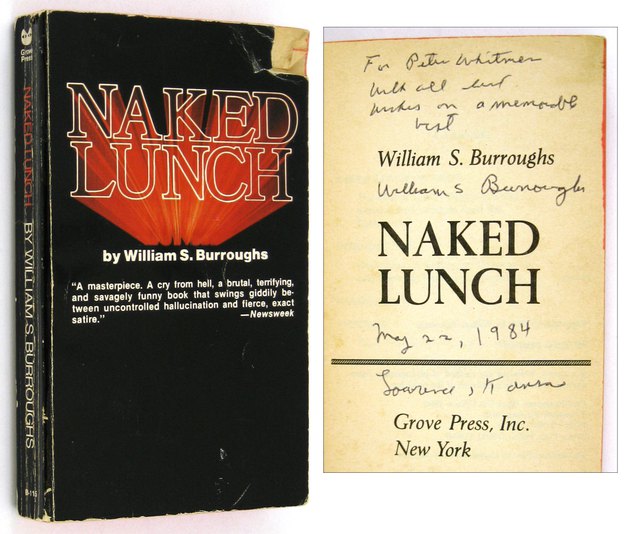 Grove
Press
NAKED LUNCH BY WILLIAM S. BURROUGHS
B-115
NAKED
LUNCH
by William S. Burroughs
"A masterpiece. A cry from hell, a brutal, terrifying,
and savagely funny book that swings giddily be-
tween uncontrolled hallucination and fierce, exact
satire."
—Newsweek
For Peter Whitmer
With all best
wishes on a memorable
visit
William S. Burroughs
William S Burroughs
NAKED
LUNCH
May 22, 1984
Lawrence, Kansas
Grove Press, Inc.
New York